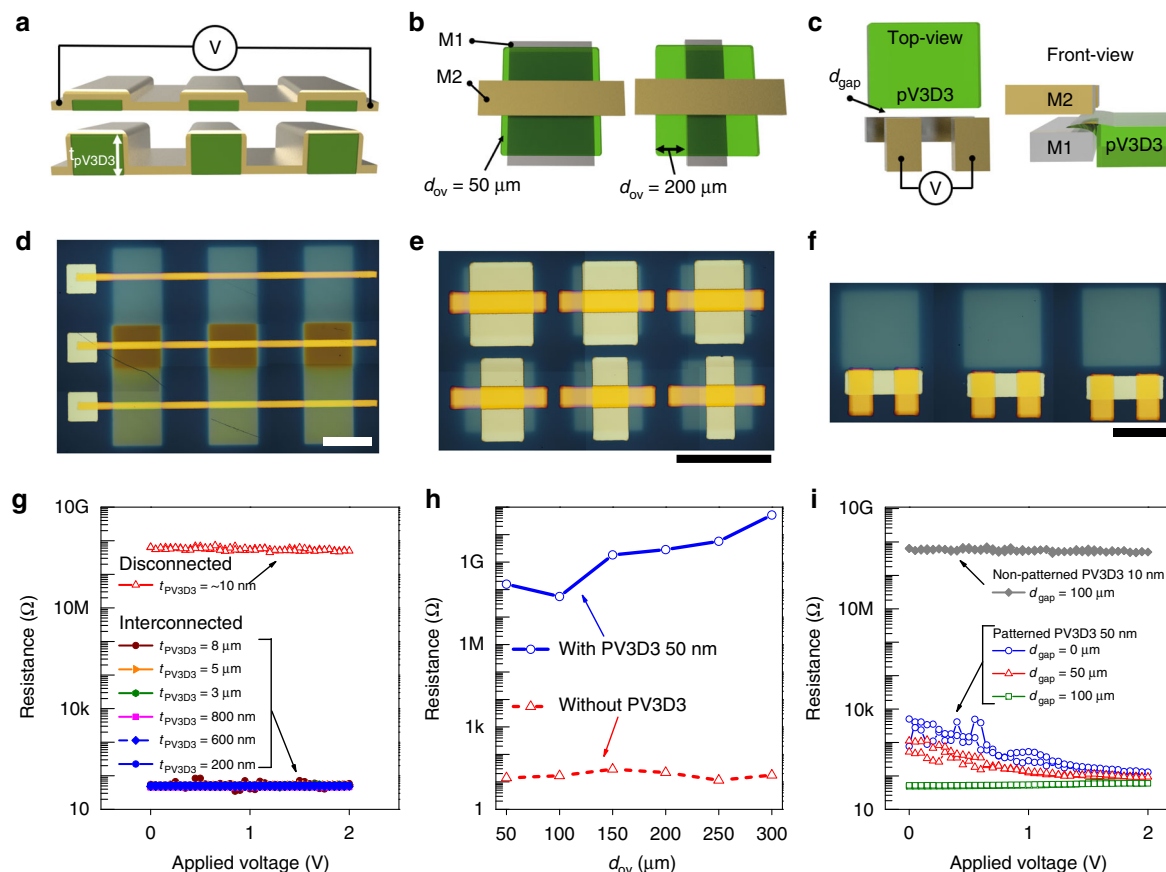 a
V
tpV3D3
b
M1
M2
dov = 50 μm
dov = 200 μm
c
Top-view
dgap
pV3D3
V
Front-view
M2
M1
pV3D3
d
e
f
g
10G
10M
10k
10
Resistance (Ω)
Disconnected
tPV3D3 = ~10 nm
Interconnected
tPV3D3 = 8 μm
tPV3D3 = 5 μm
tPV3D3 = 3 μm
tPV3D3 = 800 nm
tPV3D3 = 600 nm
tPV3D3 = 200 nm
0 1 2
Applied voltage (V)
h
1G
1M
1k
1
Resistance (Ω)
With PV3D3 50 nm
Without PV3D3
50 100 150 200 250 300
dov (μm)
i
10G
10M
10k
10
Resistance (Ω)
Non-patterned PV3D3 10 nm
dgap = 100 μm
Patterned PV3D3 50 nm
dgap = 0 μm
dgap = 50 μm
dgap = 100 μm
0 1 2
Applied voltage (V)